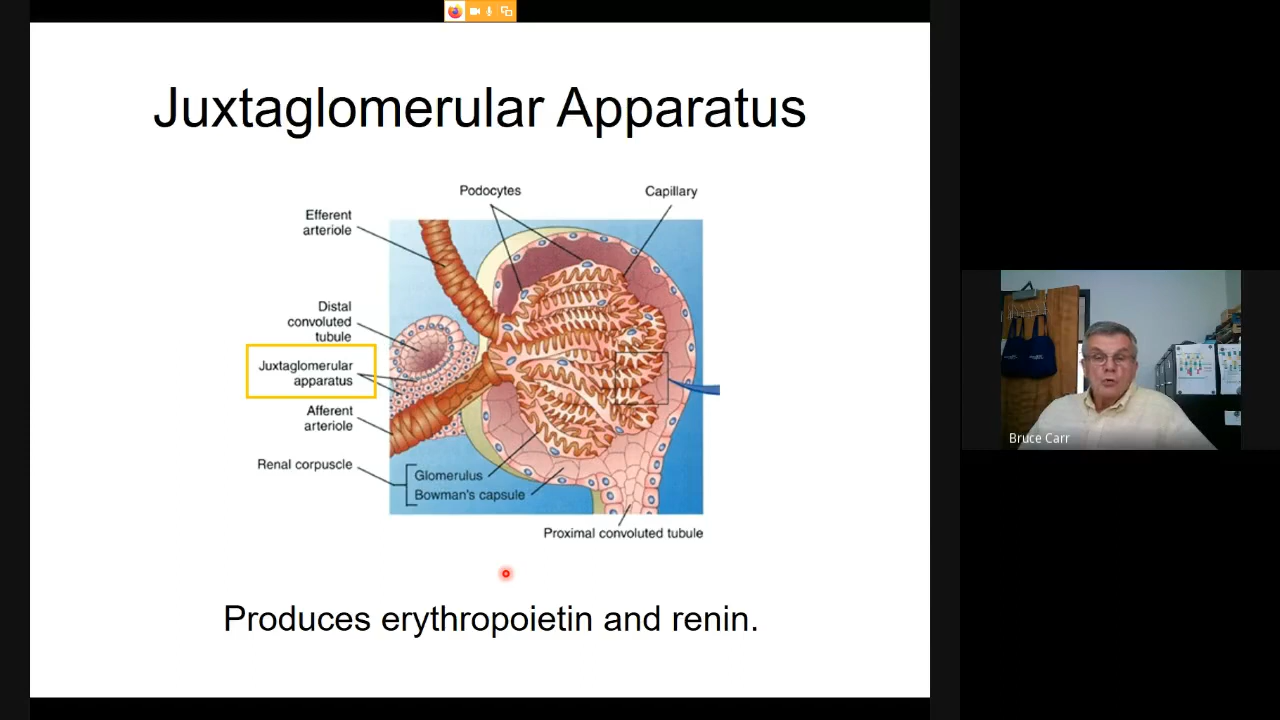 Juxtaglomerular Apparatus
Podocytes
Capillary
Efferent
arteriole
Distal
convoluted
tubule
Juxtaglomerular
apparatus
Afferent
arteriole
Renal corpuscle
Glomerulus
Bowman's capsule
Proximal convoluted tubule
Produces erythropoietin and renin.
Bruce Carr